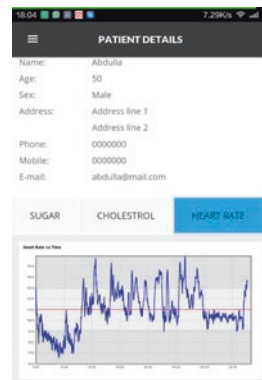 18:04 7.29K/s
PATIENT DETAILS
Name: Abdulla
Age: 50
Sex: Male
Address: Address line 1
Address line 2
Phone: 0000000
Mobile: 0000000
E-mail: abdulla@mail.com
SUGAR CHOLESTROL HEART RATE
Heart Rate vs Time